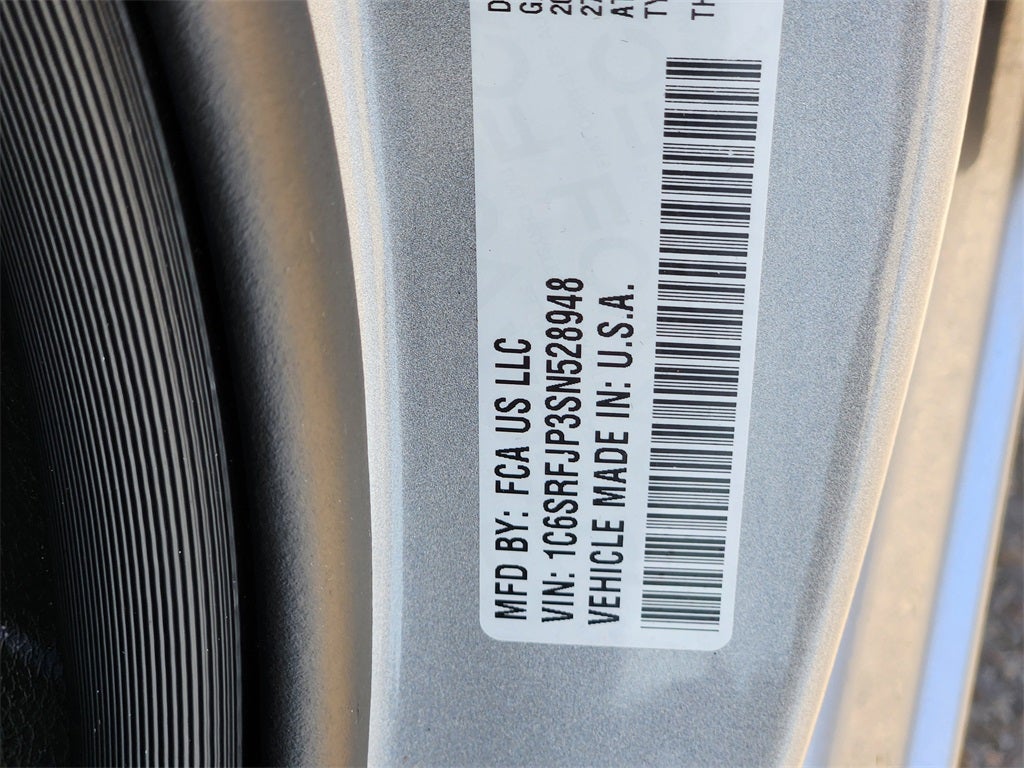 MFD BY: FCA US LLC
VIN: 1C6SRFJP3SN528948
VEHICLE MADE IN: U.S.A.